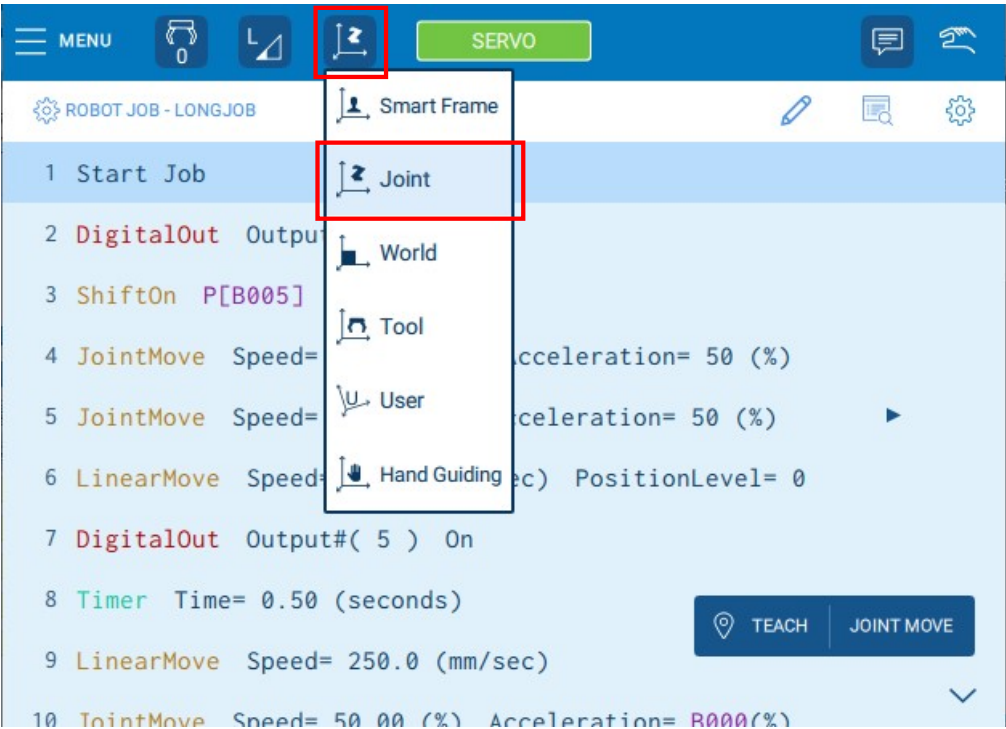 MENU 0 L SERVO
ROBOT JOB - LONGJOB
Smart Frame
Joint
World
Tool
U User
Hand Guiding
1 Start Job
2 DigitalOut Outpu
3 ShiftOn P[B005]
4 JointMove Speed= cceleration= 50 (%)
5 JointMove Speed= celeration= 50 (%)
6 LinearMove Speed= ec) PositionLevel= 0
7 DigitalOut Output#( 5 ) On
8 Timer Time= 0.50 (seconds)
TEACH JOINT MOVE
9 LinearMove Speed= 250.0 (mm/sec)
10 JointMove Speed= 50.00 (%) Acceleration= B000(%)